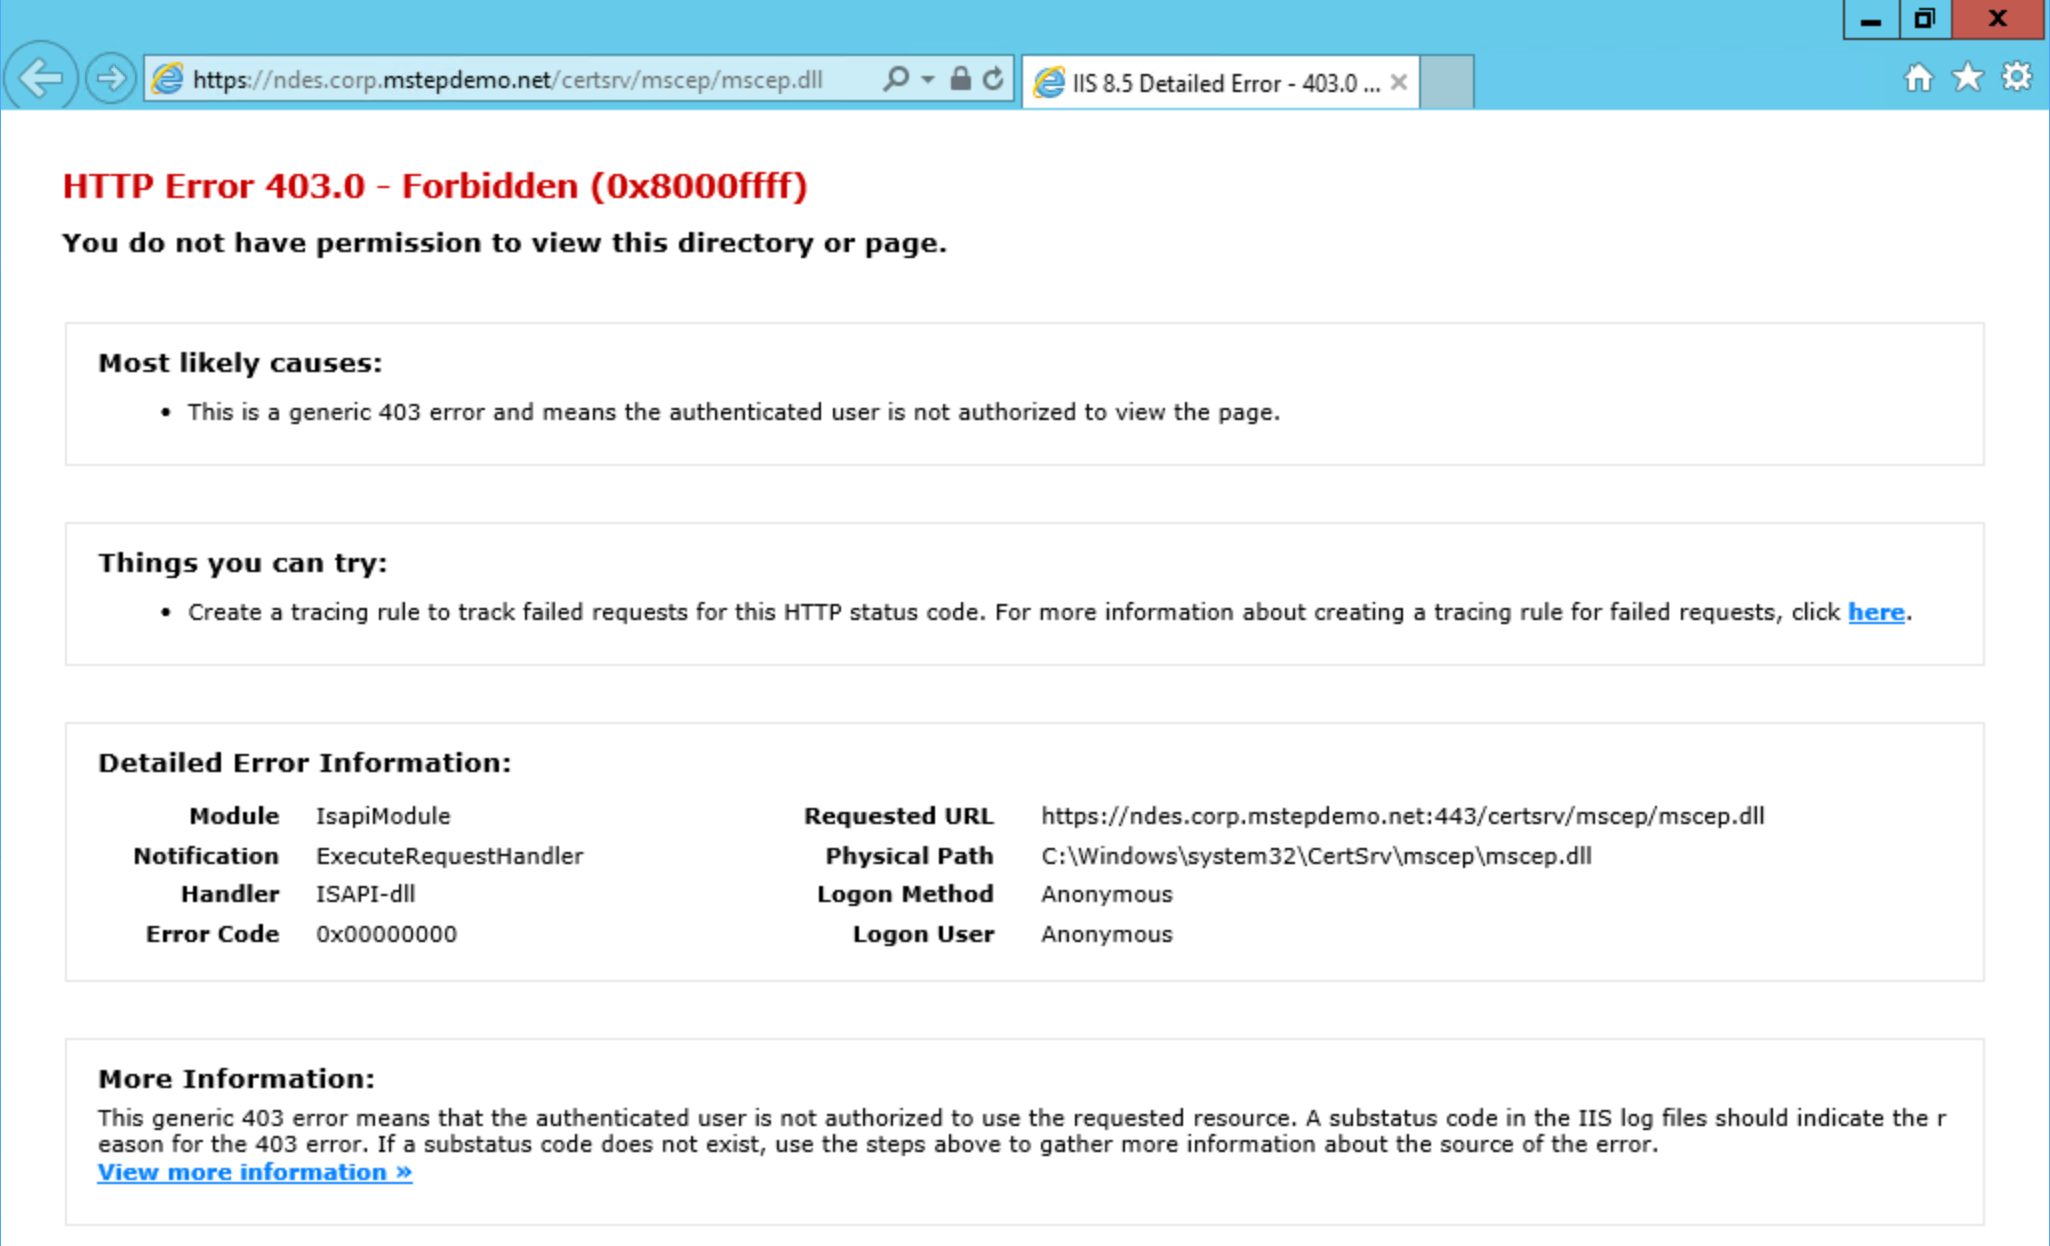 https://ndes.corp.mstepdemo.net/certsrv/mscep/mscep.dll
IIS 8.5 Detailed Error - 403.0 ...
HTTP Error 403.0 - Forbidden (0x8000ffff)
You do not have permission to view this directory or page.
Most likely causes:
• This is a generic 403 error and means the authenticated user is not authorized to view the page.
Things you can try:
• Create a tracing rule to track failed requests for this HTTP status code. For more information about creating a tracing rule for failed requests, click here.
Detailed Error Information:
Module IsapiModule
Notification ExecuteRequestHandler
Handler ISAPI-dll
Error Code 0x00000000
Requested URL https://ndes.corp.mstepdemo.net:443/certsrv/mscep/mscep.dll
Physical Path C:\Windows\system32\CertSrv\mscep\mscep.dll
Logon Method Anonymous
Logon User Anonymous
More Information:
This generic 403 error means that the authenticated user is not authorized to use the requested resource. A substatus code in the IIS log files should indicate the r
eason for the 403 error. If a substatus code does not exist, use the steps above to gather more information about the source of the error.
View more information »